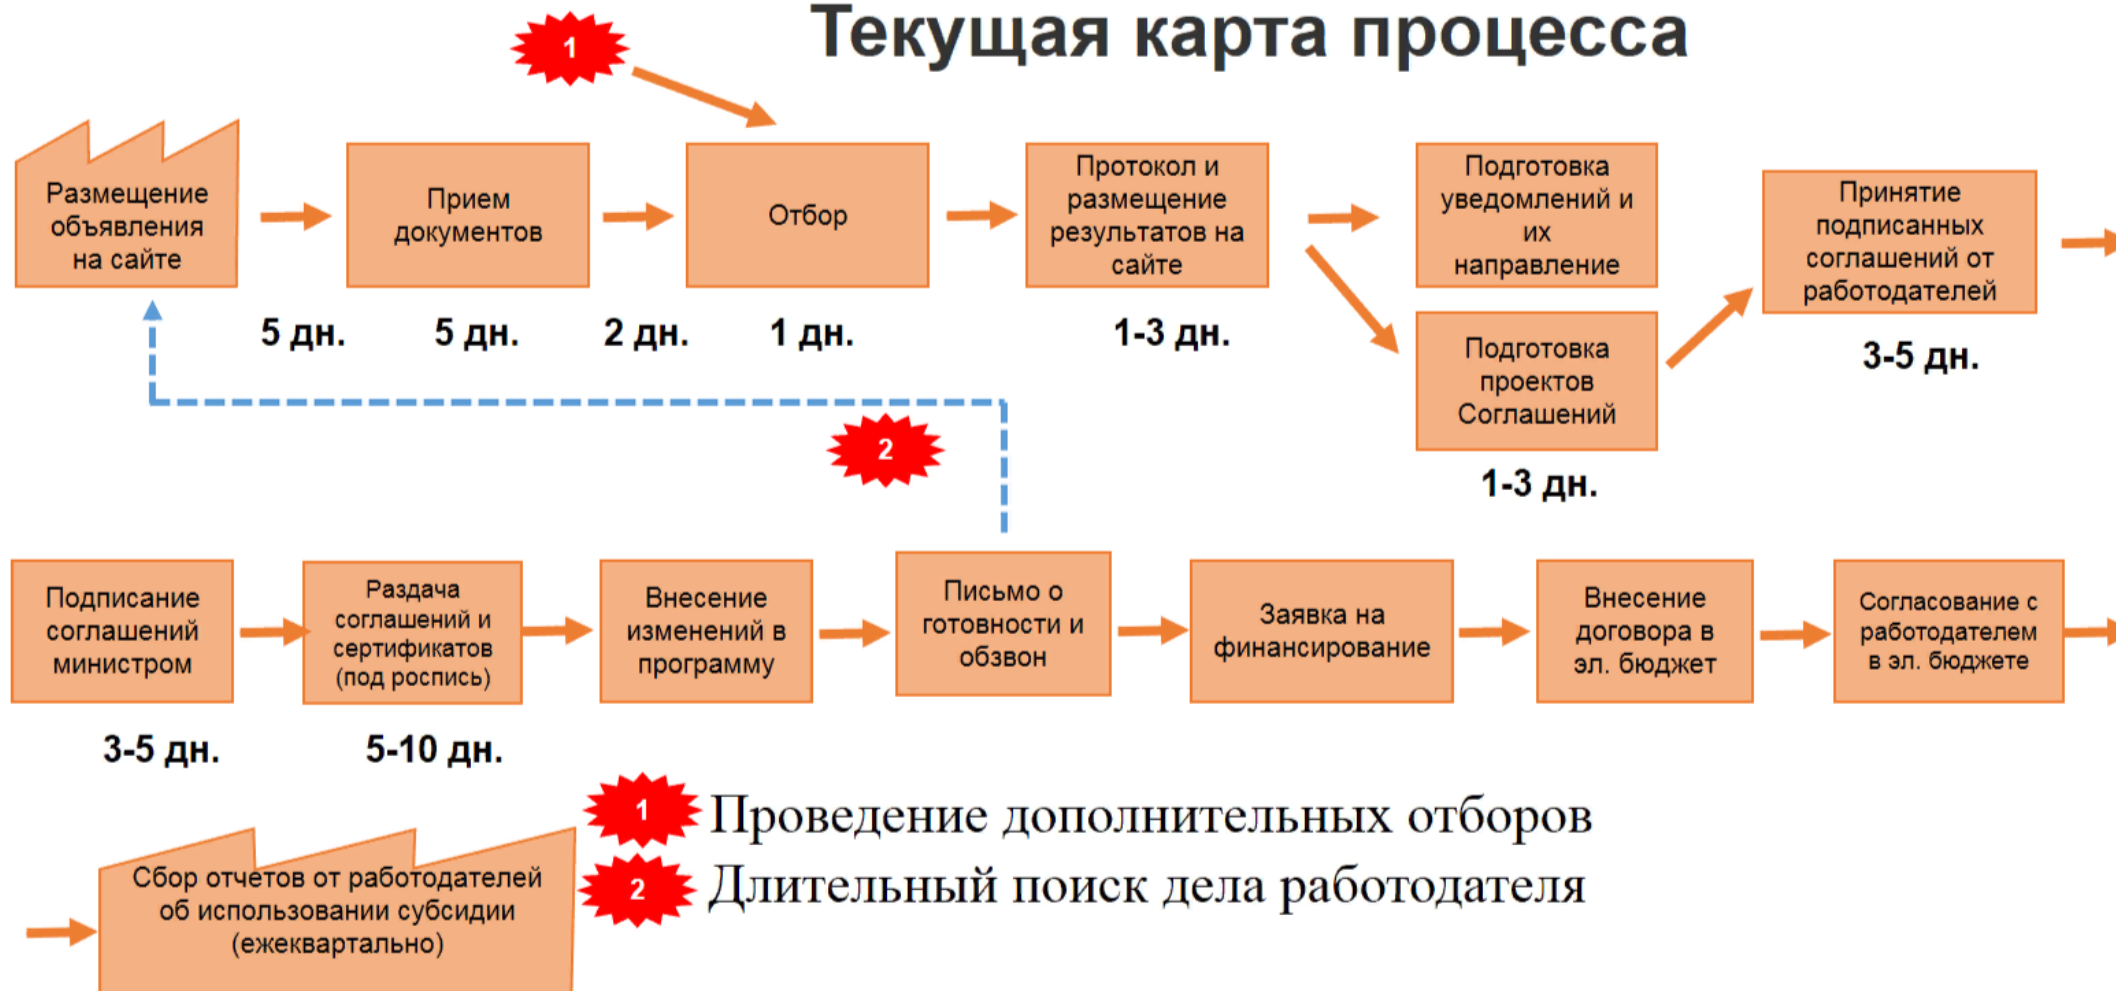 Текущая карта процесса
1
Размещение
объявления
на сайте
Прием
документов
Отбор
Протокол и
размещение
результатов на
сайте
Подготовка
уведомлений и
их
направление
Принятие
подписанных
соглашений от
работодателей
5 дн.
5 дн.
2 дн.
1 дн.
1-3 дн.
Подготовка
проектов
Соглашений
3-5 дн.
2
1-3 дн.
Подписание
соглашений
министром
Раздача
соглашений и
сертификатов
(под роспись)
Внесение
изменений в
программу
Письмо о
готовности и
обзвон
Заявка на
финансирование
Внесение
договора в
эл. бюджет
Согласование с
работодателем
в эл. бюджете
3-5 дн.
5-10 дн.
1 Проведение дополнительных отборов
2 Длительный поиск дела работодателя
Сбор отчетов от работодателей
об использовании субсидии
(ежеквартально)